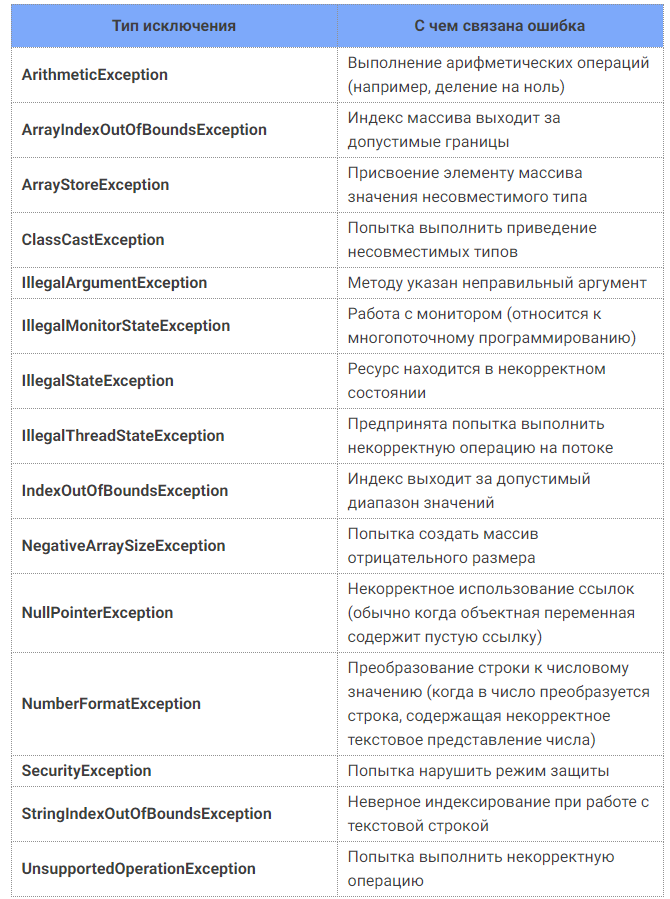 Тип исключения
С чем связана ошибка
ArithmeticException
Выполнение арифметических операций
(например, деление на ноль)
ArrayIndexOutOfBoundsException
Индекс массива выходит за
допустимые границы
ArrayStoreException
Присвоение элементу массива
значения несовместимого типа
ClassCastException
Попытка выполнить приведение
несовместимых типов
IllegalArgumentException
Методу указан неправильный аргумент
IllegalMonitorStateException
Работа с монитором (относится к
многопоточному программированию)
IllegalStateException
Ресурс находится в некорректном
состоянии
IllegalThreadStateException
Предпринята попытка выполнить
некорректную операцию на потоке
IndexOutOfBoundsException
Индекс выходит за допустимый
диапазон значений
NegativeArraySizeException
Попытка создать массив
отрицательного размера
NullPointerException
Некорректное использование ссылок
(обычно когда объектная переменная
содержит пустую ссылку)
NumberFormatException
Преобразование строки к числовому
значению (когда в число преобразуется
строка, содержащая некорректное
текстовое представление числа)
SecurityException
Попытка нарушить режим защиты
StringIndexOutOfBoundsException
Неверное индексирование при работе с
текстовой строкой
UnsupportedOperationException
Попытка выполнить некорректную
операцию